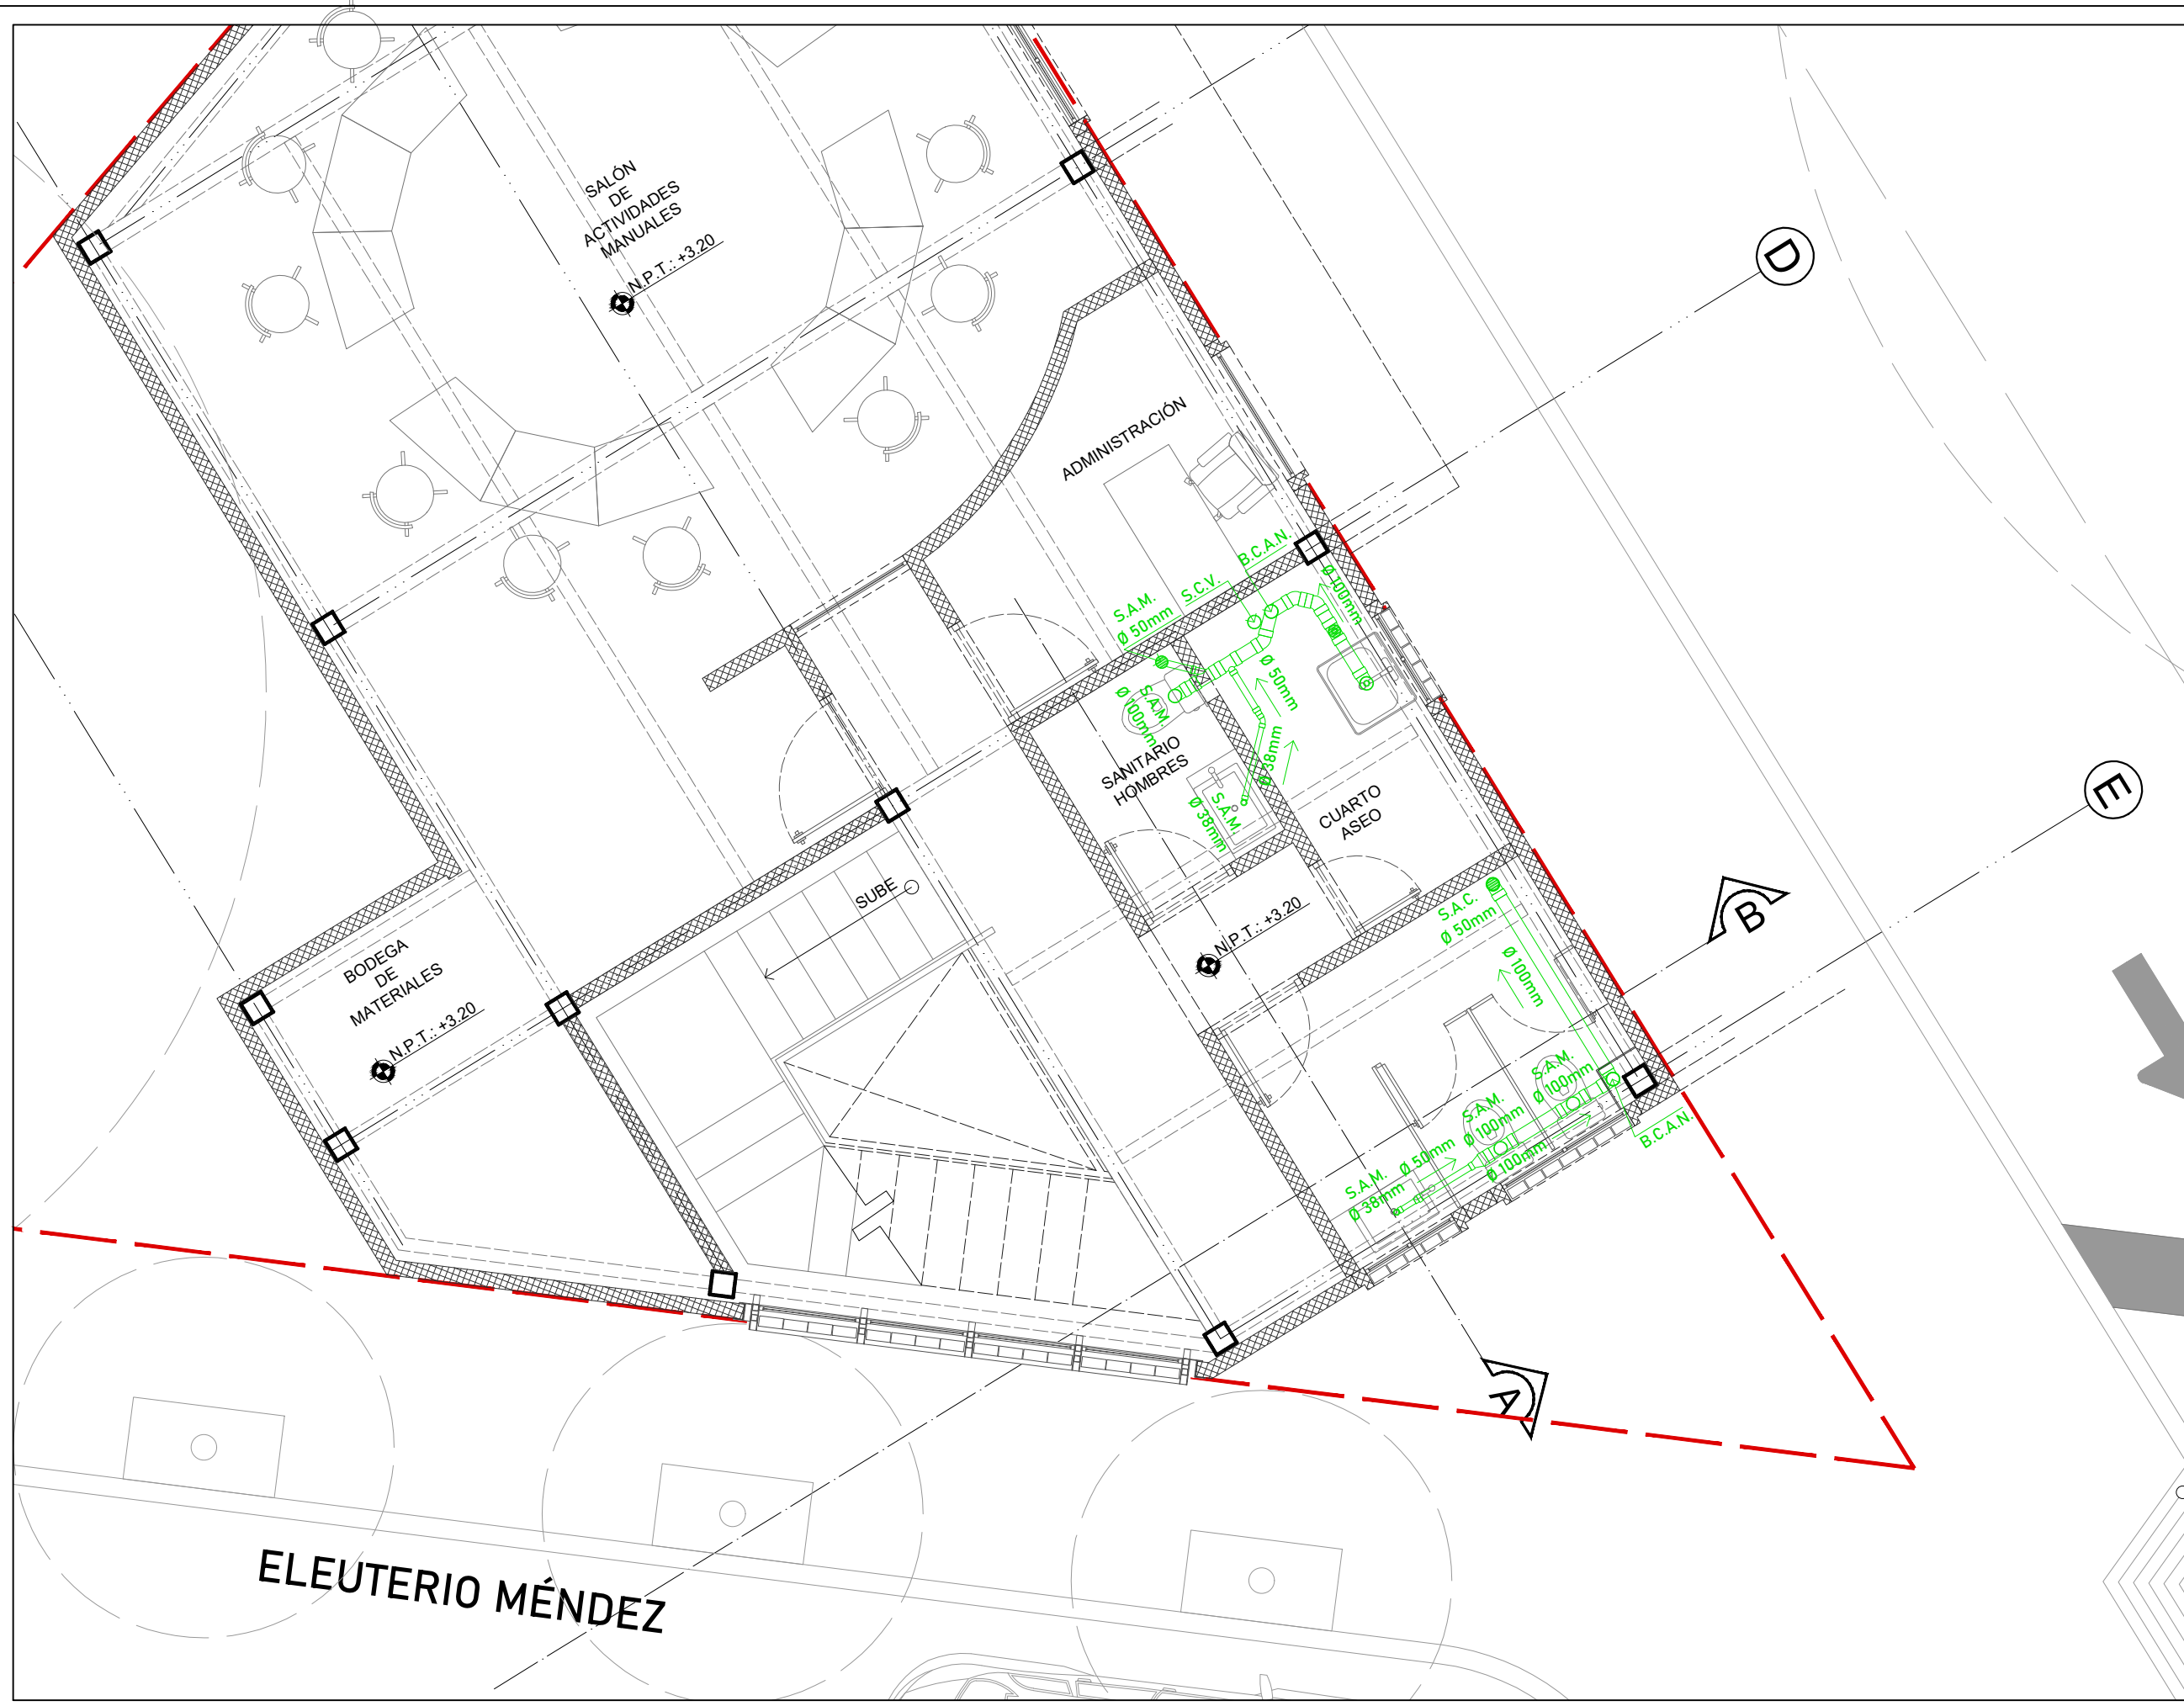 SALÓN
DE
ACTIVIDADES
MANUALES
N.P.T.: +3.20
D
ADMINISTRACIÓN
B.C.A.N.
S.C.V.
S.A.M.
Ø 50mm
Ø 100mm
Ø 50mm
S.A.M.
Ø 100mm
SANITARIO
HOMBRES
Ø 38mm
S.A.M.
Ø 38mm
CUARTO
ASEO
E
SUBE
B
S.A.C.
Ø 50mm
N.P.T.: +3.20
BODEGA
DE
MATERIALES
N.P.T.: +3.20
Ø 100mm
S.A.M.
Ø 100mm
S.A.M.
Ø 100mm
B.C.A.N.
Ø 50mm
Ø 100mm
S.A.M.
Ø 38mm
A
ELEUTERIO MÉNDEZ